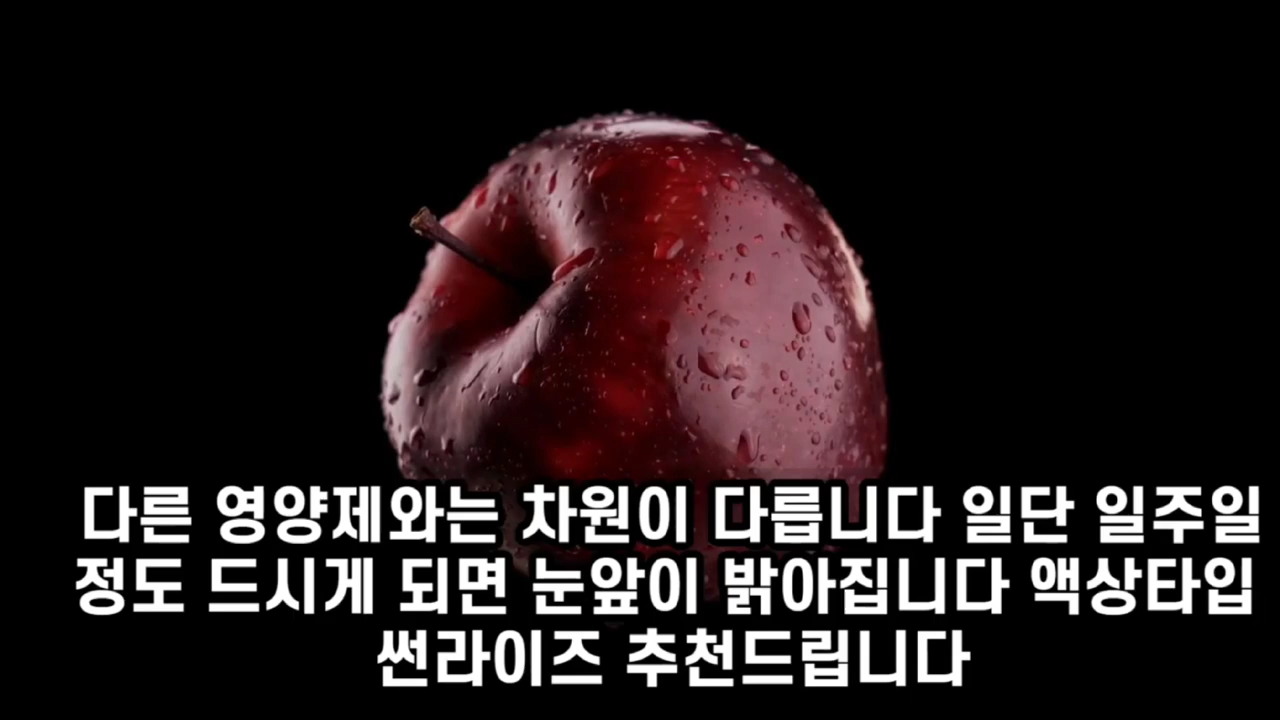 다른 영양제와는 차원이 다릅니다 일단 일주일
정도 드시게 되면 눈앞이 밝아집니다 액상타입
썬라이즈 추천드립니다